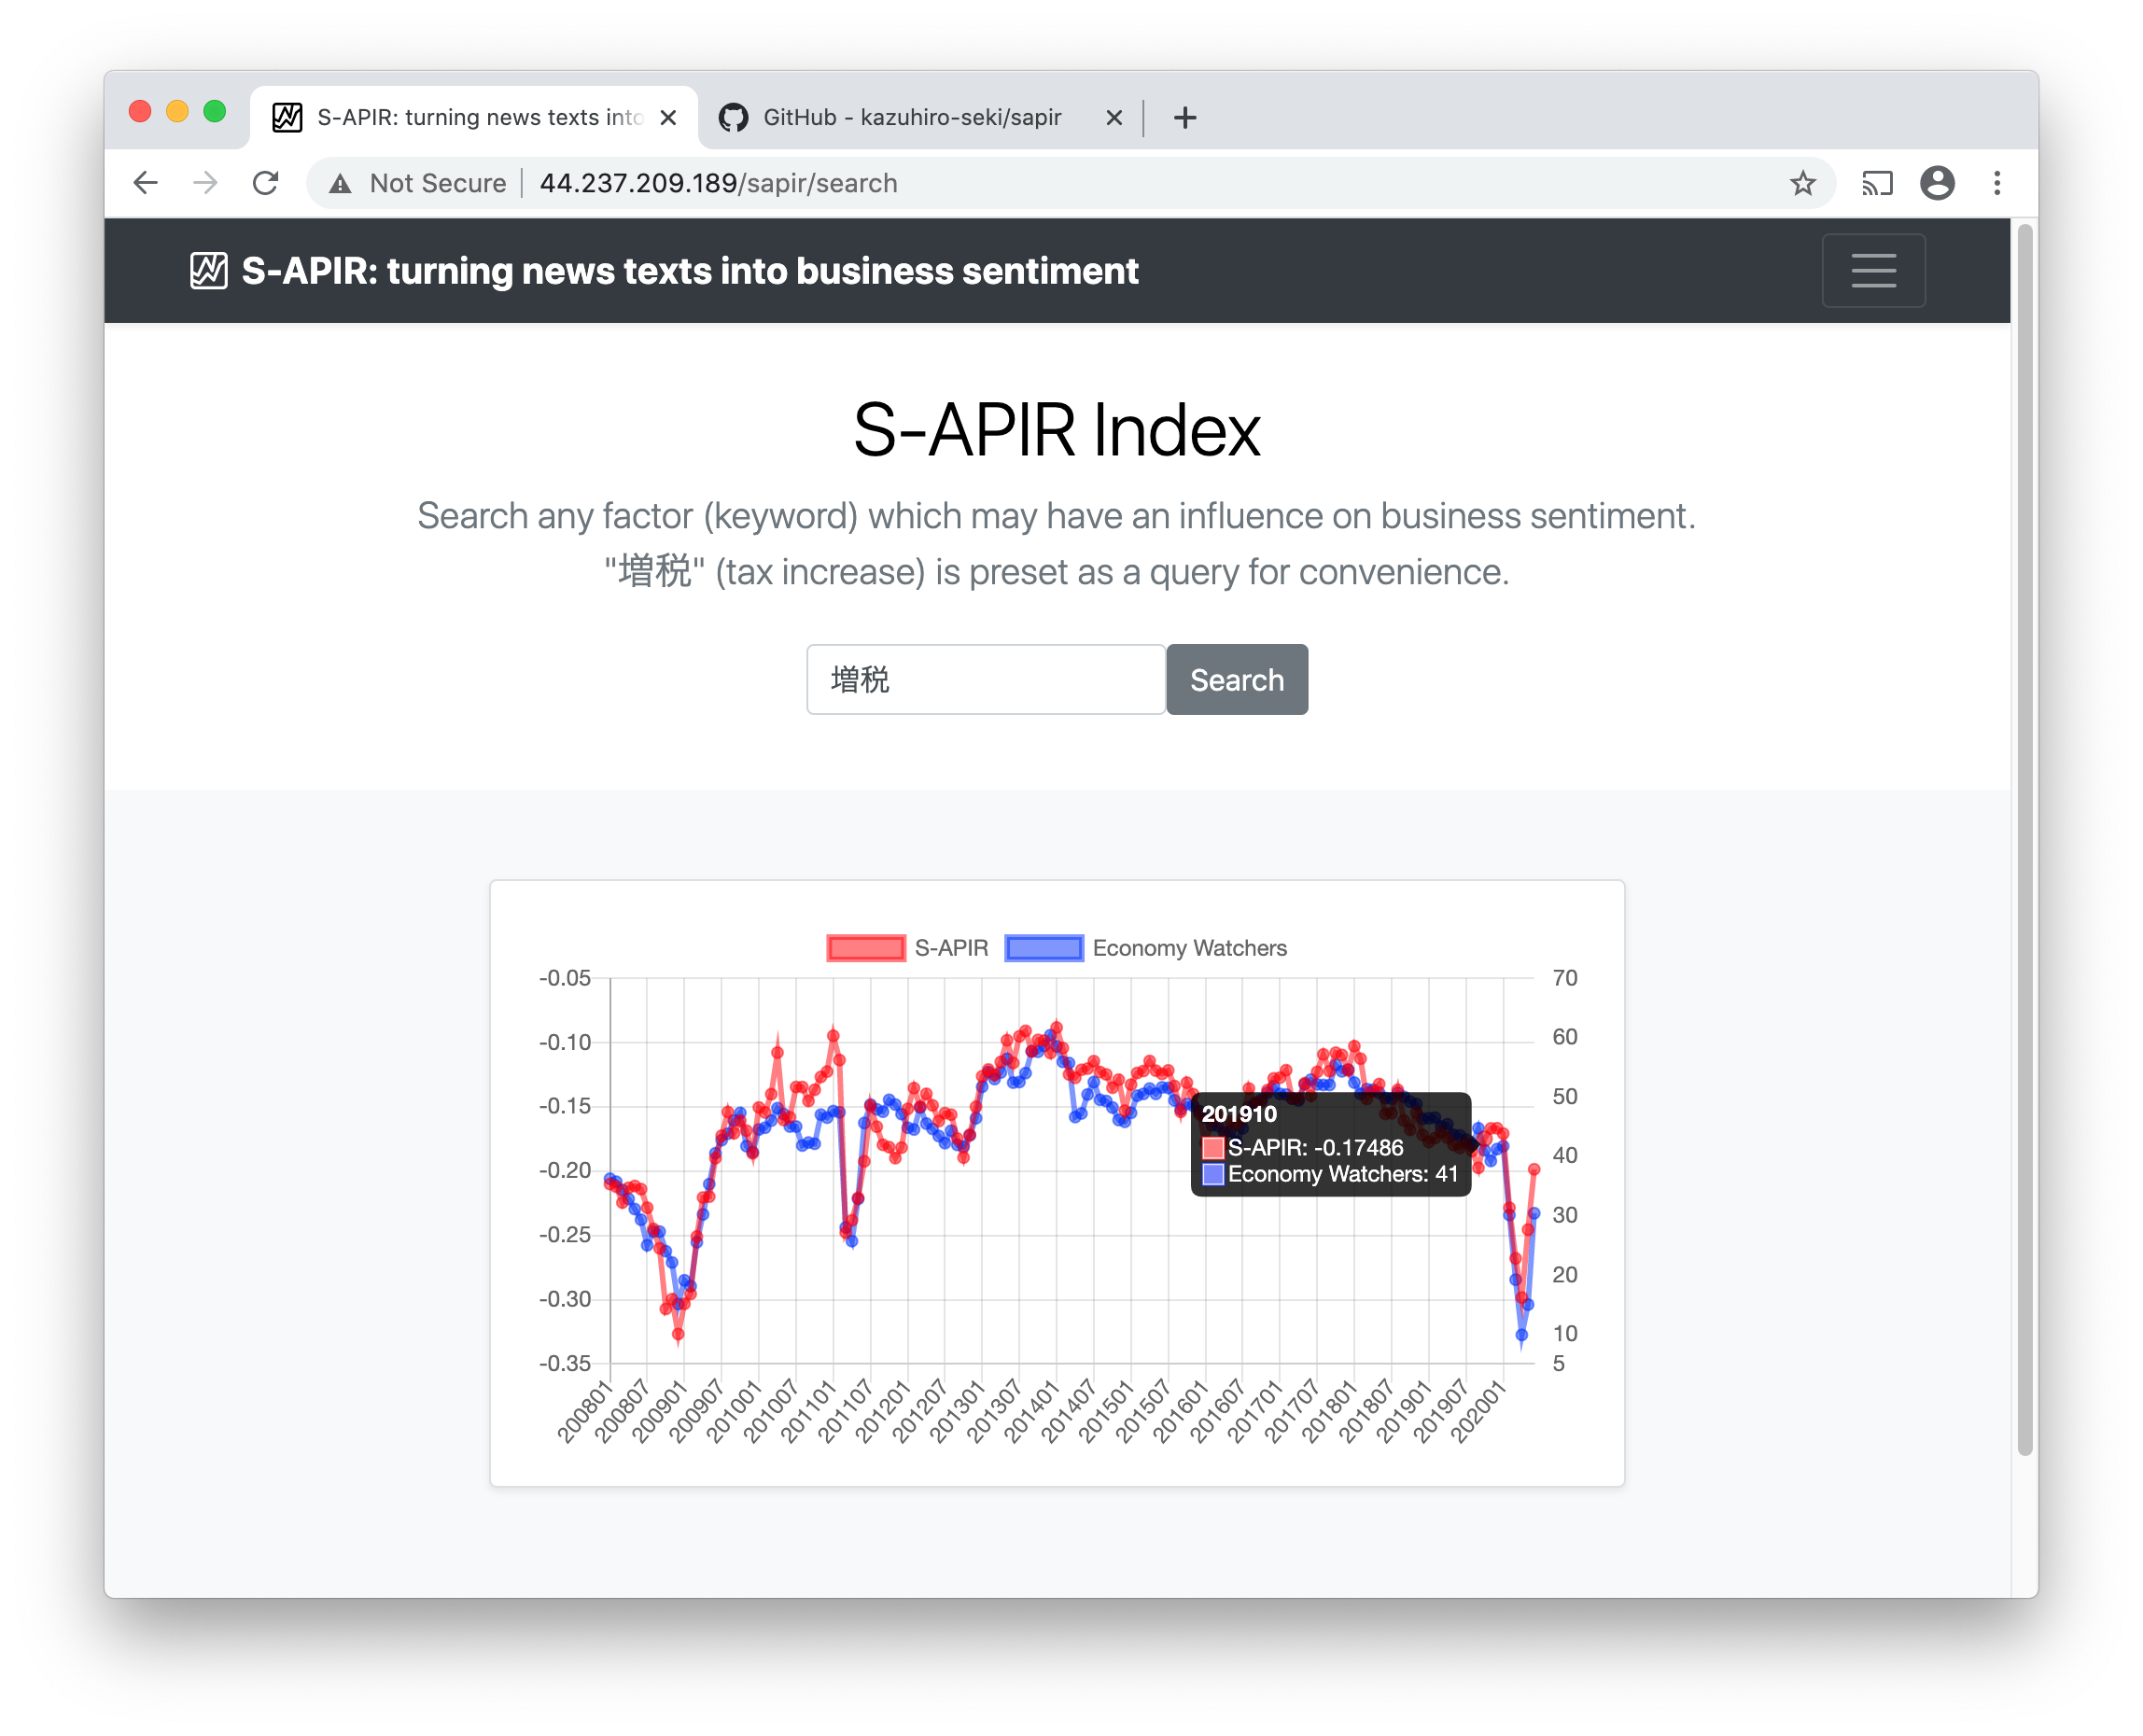 S-APIR: turning news texts into
GitHub - kazuhiro-seki/sapir
Not Secure
44.237.209.189/sapir/search
S-APIR: turning news texts into business sentiment
S-APIR Index
Search any factor (keyword) which may have an influence on business sentiment.
"増税" (tax increase) is preset as a query for convenience.
増税
Search
S-APIR
Economy Watchers
-0.05
-0.10
-0.15
-0.20
-0.25
-0.30
-0.35
70
60
50
40
30
20
10
5
201910
S-APIR: -0.17486
Economy Watchers: 41
200801
200807
200901
200907
201001
201007
201101
201107
201201
201207
201301
201307
201401
201407
201501
201507
201601
201607
201701
201707
201801
201807
201901
201907
202001